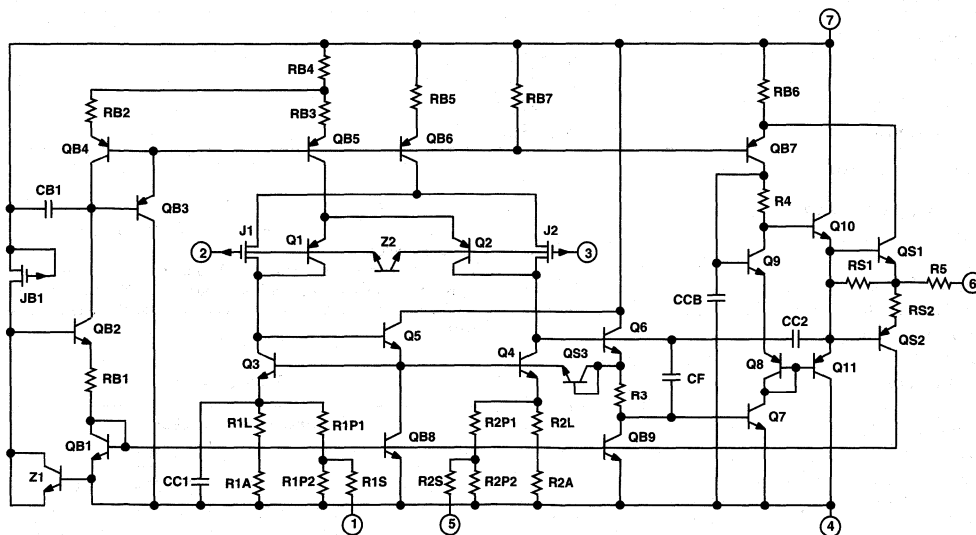 7
RB4
RB2
RB3
RB5
RB7
RB6
QB4
QB5
QB6
QB7
CB1
QB3
R4
J1
Q1
Z2
Q2
J2
Q10
2
3
QS1
JB1
Q9
RS1
R5
6
CCB
RS2
QB2
Q5
Q6
CC2
QS2
Q3
Q4
QS3
Q8
Q11
RB1
R3
CF
R1L
R1P1
R2P1
R2L
Q7
QB1
QB8
QB9
Z1
CC1
R1A
R1P2
R1S
R2S
R2P2
R2A
1
5
4